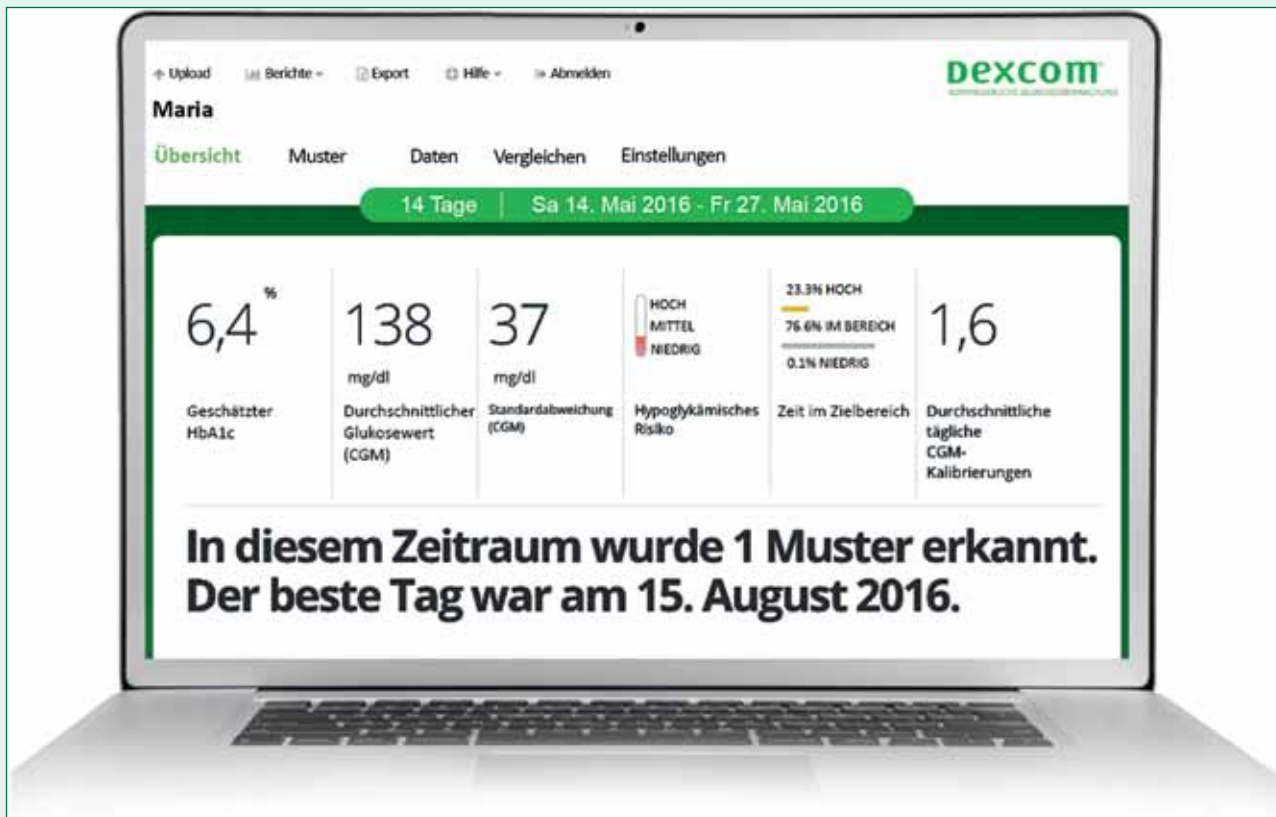 Upload Berichte Export Hilfe Abmelden
Dexcom
Maria
Übersicht Muster Daten Vergleichen Einstellungen
14 Tage Sa 14. Mai 2016 - Fr 27. Mai 2016
6,4 %
Geschätzter
HbA1c
138
mg/dl
Durchschnittlicher
Glukosewert
(CGM)
37
mg/dl
Standardabweichung
(CGM)
HOCH
MITTEL
NIEDRIG
Hypoglykämisches
Risiko
23.3% HOCH
76.6% IM BEREICH
0.1% NIEDRIG
Zeit im Zielbereich
1,6
Durchschnittliche
tägliche
CGM-
Kalibrierungen
In diesem Zeitraum wurde 1 Muster erkannt.
Der beste Tag war am 15. August 2016.